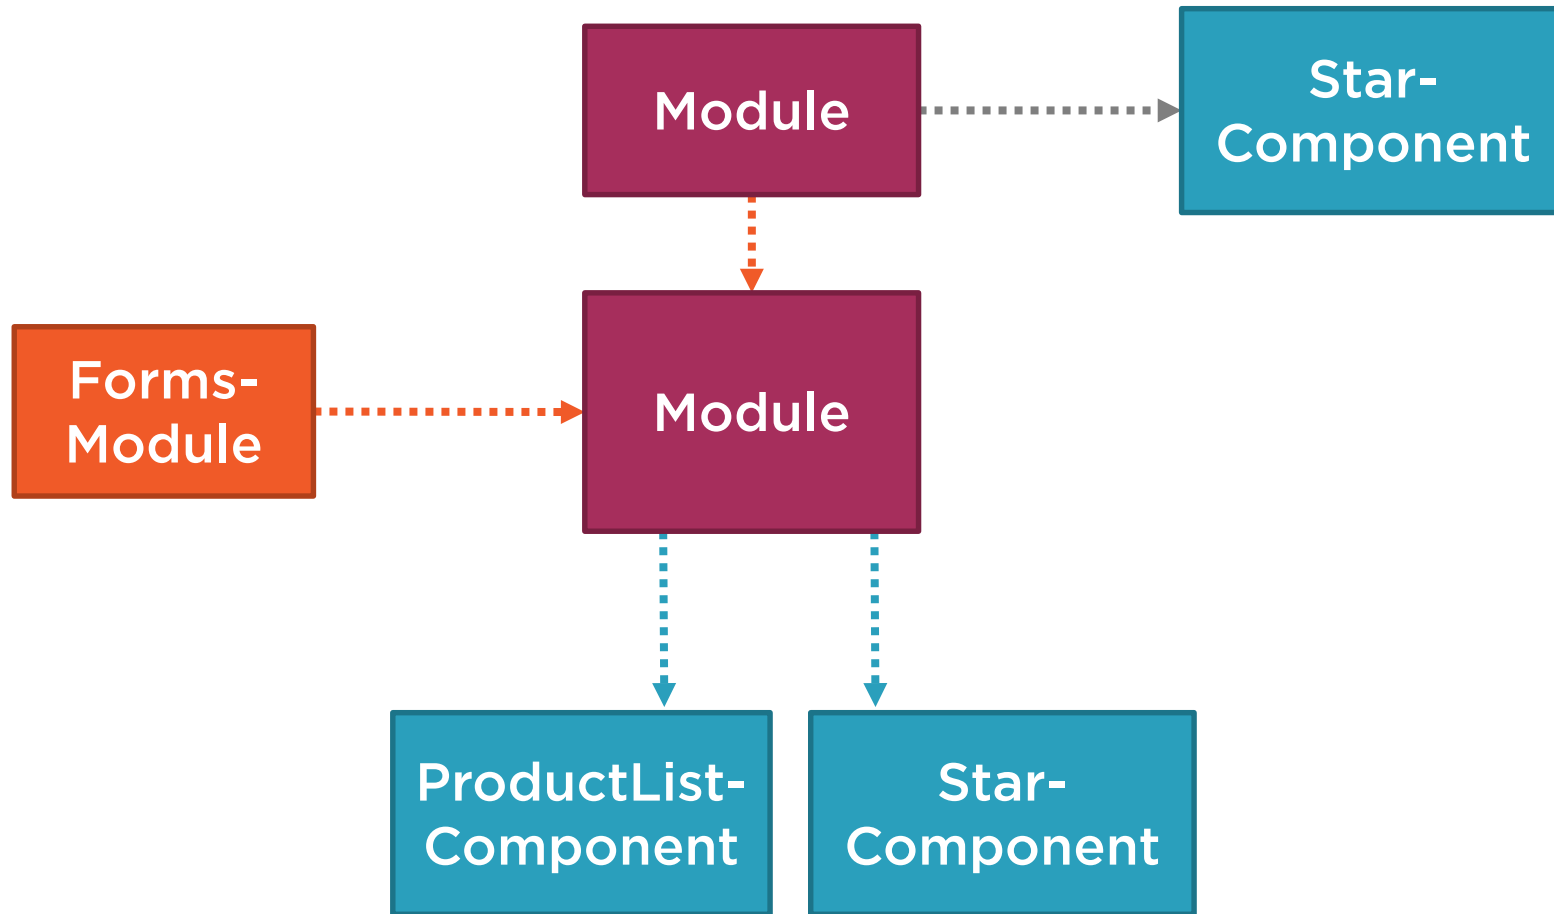 Module
Star-
Component
Forms-
Module
Module
ProductList-
Component
Star-
Component